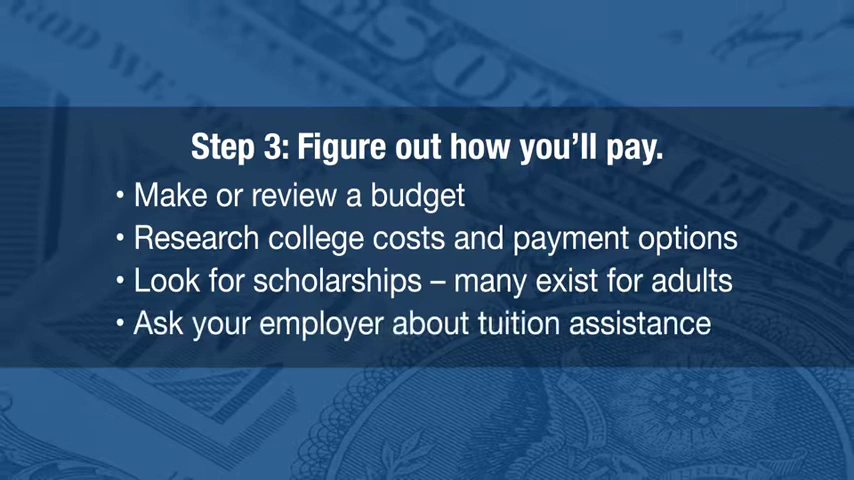 Step 3: Figure out how you'll pay.
• Make or review a budget
• Research college costs and payment options
• Look for scholarships – many exist for adults
• Ask your employer about tuition assistance